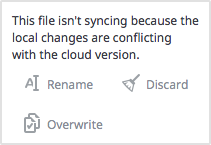 This file isn't syncing because the
local changes are conflicting
with the cloud version.
Rename
Discard
Overwrite